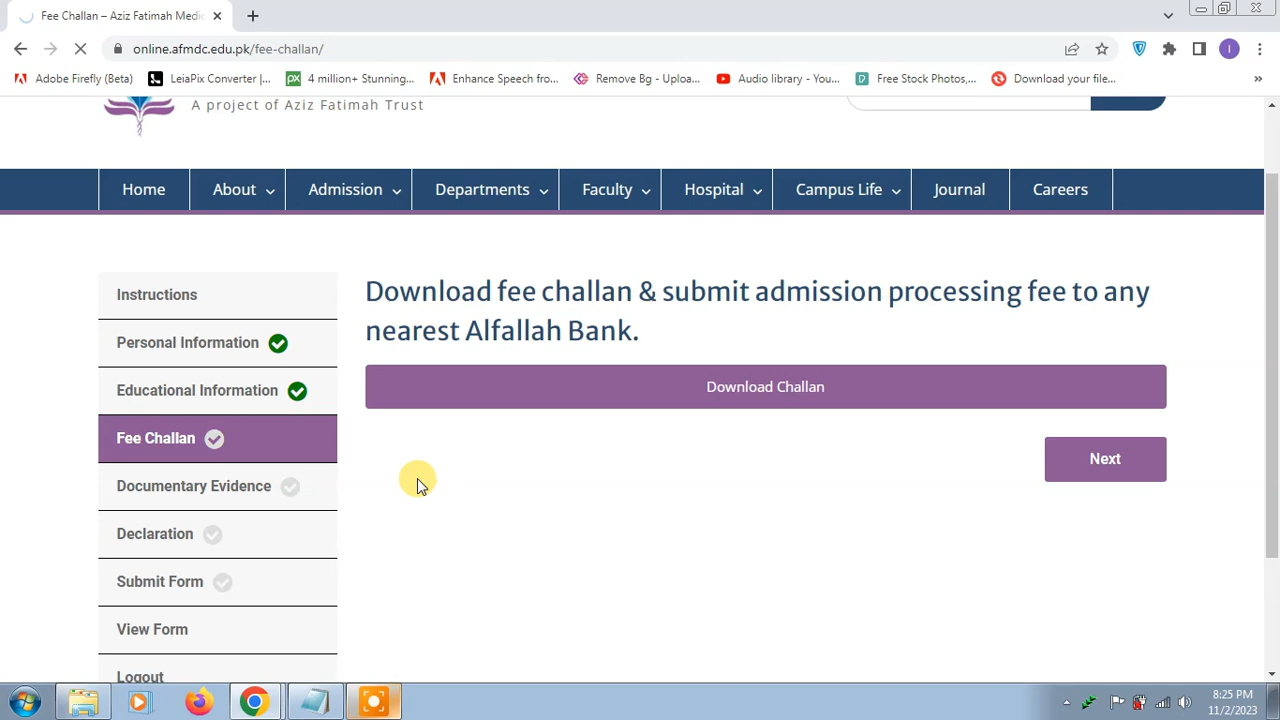 Fee Challan – Aziz Fatimah Medic
online.afmdc.edu.pk/fee-challan/
I
Adobe Firefly (Beta)
LeiaPix Converter |...
px
4 million+ Stunning...
Enhance Speech fro...
Remove Bg - Uploa...
Audio library - You...
Free Stock Photos,...
Download your file...
»
A project of Aziz Fatimah Trust
Home
About
Admission
Departments
Faculty
Hospital
Campus Life
Journal
Careers
Instructions
Personal Information
Educational Information
Fee Challan
Documentary Evidence
Declaration
Submit Form
View Form
Logout
Download fee challan & submit admission processing fee to any
nearest Alfallah Bank.
Download Challan
Next
8:25 PM
11/2/2023